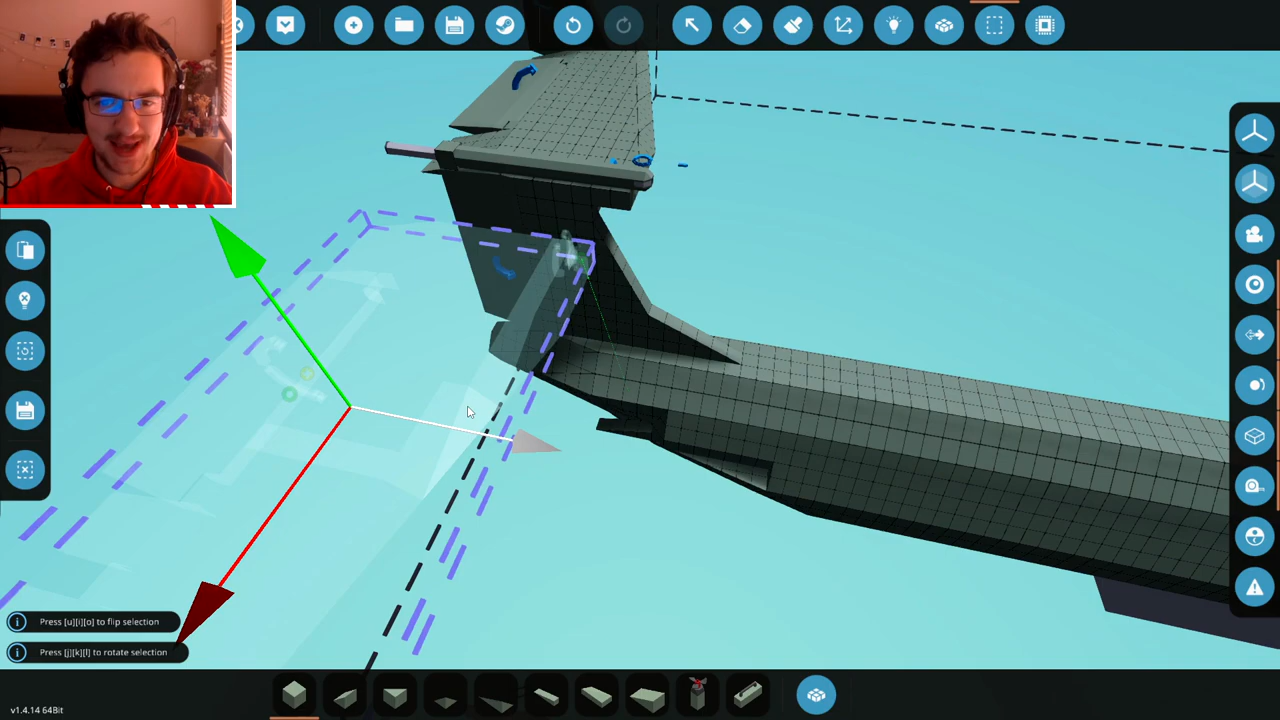 Press [u][i][o] to flip selection
Press [j][k][l] to rotate selection
v1.4.14 64Bit